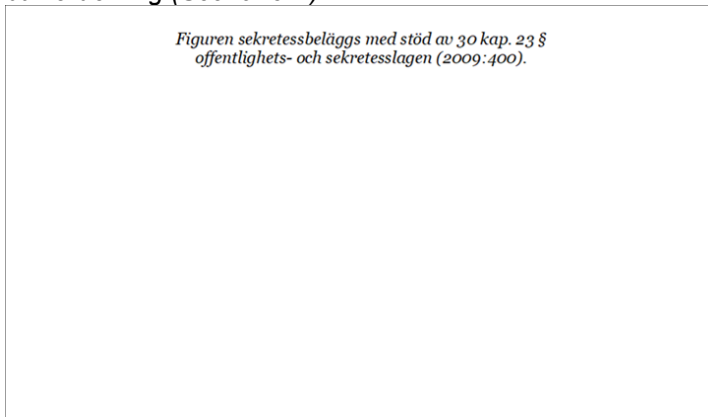 Figuren sekretessbeläggs med stöd av 30 kap. 23 §
offentlighets- och sekretesslagen (2009:400).